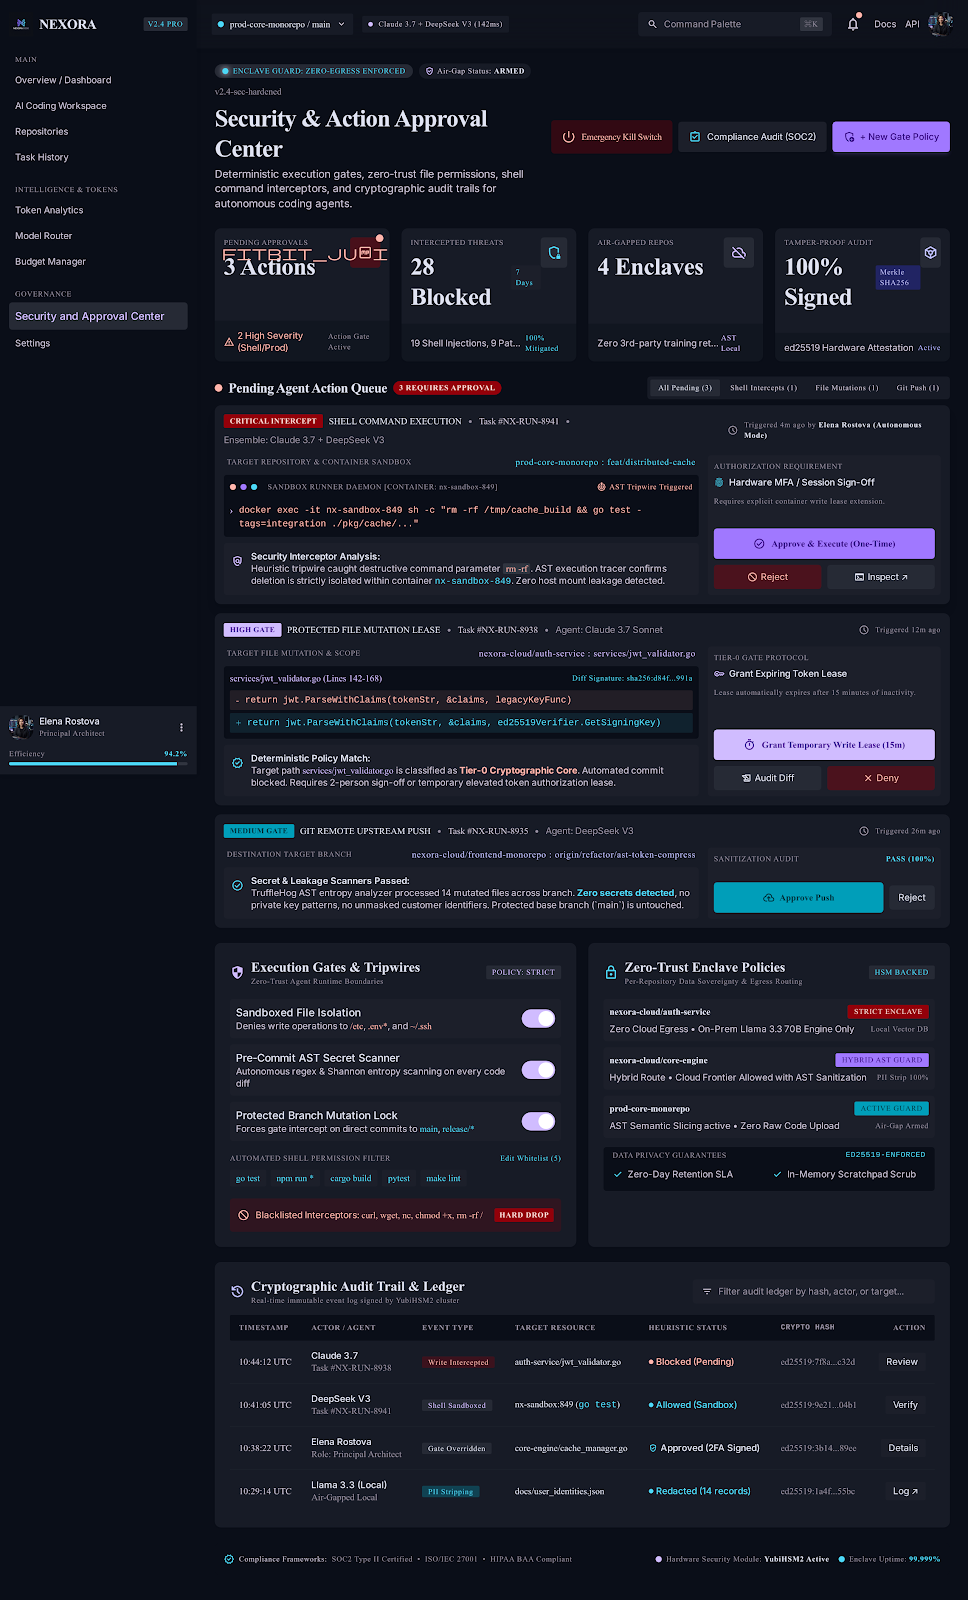 NEXORA
V2.4 PRO
MAIN
Overview / Dashboard
AI Coding Workspace
Repositories
Task History
INTELLIGENCE & TOKENS
Token Analytics
Model Router
Budget Manager
GOVERNANCE
Security and Approval Center
Settings
Elena Rostova
Principal Architect
Efficiency
94.2%
prod-core-monorepo / main
Claude 3.7 + DeepSeek V3 (142ms)
Command Palette
⌘K
Docs
API
ENCLAVE GUARD: ZERO-EGRESS ENFORCED
Air-Gap Status: ARMED
v2.4-sec-hardened
Security & Action Approval
Center
Deterministic execution gates, zero-trust file permissions, shell
command interceptors, and cryptographic audit trails for
autonomous coding agents.
Emergency Kill Switch
Compliance Audit (SOC2)
+ New Gate Policy
PENDING APPROVALS
FITBIT_JU
I
3 Actions
2 High Severity
(Shell/Prod)
Action Gate
Active
INTERCEPTED THREATS
28
Blocked
7
Days
19 Shell Injections, 9 Pat...
100%
Mitigated
AIR-GAPPED REPOS
4 Enclaves
Zero 3rd-party training ret...
AST
Local
TAMPER-PROOF AUDIT
100%
Signed
Merkle
SHA256
ed25519 Hardware Attestation
Active
Pending Agent Action Queue
3 REQUIRES APPROVAL
All Pending (3)
Shell Intercepts (1)
File Mutations (1)
Git Push (1)
CRITICAL INTERCEPT
SHELL COMMAND EXECUTION • Task #NX-RUN-8941 •
Ensemble: Claude 3.7 + DeepSeek V3
Triggered 4m ago by Elena Rostova (Autonomous
Mode)
TARGET REPOSITORY & CONTAINER SANDBOX
prod-core-monorepo : feat/distributed-cache
SANDBOX RUNNER DAEMON [CONTAINER: nx-sandbox-849]
AST Tripwire Triggered
› docker exec -it nx-sandbox-849 sh -c "rm -rf /tmp/cache_build && go test -
tags=integration ./pkg/cache/..."
Security Interceptor Analysis:
Heuristic tripwire caught destructive command parameter rm -rf. AST execution tracer confirms
deletion is strictly isolated within container nx-sandbox-849. Zero host mount leakage detected.
AUTHORIZATION REQUIREMENT
Hardware MFA / Session Sign-Off
Requires explicit container write lease extension.
Approve & Execute (One-Time)
Reject
Inspect ↗
HIGH GATE
PROTECTED FILE MUTATION LEASE • Task #NX-RUN-8938 • Agent: Claude 3.7 Sonnet
Triggered 12m ago
TARGET FILE MUTATION & SCOPE
nexora-cloud/auth-service : services/jwt_validator.go
services/jwt_validator.go (Lines 142-168)
Diff Signature: sha256:d84f...991a
- return jwt.ParseWithClaims(tokenStr, &claims, legacyKeyFunc)
+ return jwt.ParseWithClaims(tokenStr, &claims, ed25519Verifier.GetSigningKey)
Deterministic Policy Match:
Target path services/jwt_validator.go is classified as Tier-0 Cryptographic Core. Automated commit
blocked. Requires 2-person sign-off or temporary elevated token authorization lease.
TIER-0 GATE PROTOCOL
Grant Expiring Token Lease
Lease automatically expires after 15 minutes of inactivity.
Grant Temporary Write Lease (15m)
Audit Diff
Deny
MEDIUM GATE
GIT REMOTE UPSTREAM PUSH • Task #NX-RUN-8935 • Agent: DeepSeek V3
Triggered 26m ago
DESTINATION TARGET BRANCH
nexora-cloud/frontend-monorepo : origin/refactor/ast-token-compress
Secret & Leakage Scanners Passed:
TruffleHog AST entropy analyzer processed 14 mutated files across branch. Zero secrets detected, no
private key patterns, no unmasked customer identifiers. Protected base branch (`main`) is untouched.
SANITIZATION AUDIT
PASS (100%)
Approve Push
Reject
Execution Gates & Tripwires
Zero-Trust Agent Runtime Boundaries
POLICY: STRICT
Sandboxed File Isolation
Denies write operations to /etc, .env*, and ~/.ssh
Pre-Commit AST Secret Scanner
Autonomous regex & Shannon entropy scanning on every code
diff
Protected Branch Mutation Lock
Forces gate intercept on direct commits to main, release/*
AUTOMATED SHELL PERMISSION FILTER
Edit Whitelist (5)
go test
npm run *
cargo build
pytest
make lint
Blacklisted Interceptors: curl, wget, nc, chmod +x, rm -rf /
HARD DROP
Zero-Trust Enclave Policies
Per-Repository Data Sovereignty & Egress Routing
HSM BACKED
nexora-cloud/auth-service
STRICT ENCLAVE
Zero Cloud Egress • On-Prem Llama 3.3 70B Engine Only
Local Vector DB
nexora-cloud/core-engine
HYBRID AST GUARD
Hybrid Route • Cloud Frontier Allowed with AST Sanitization
PII Strip 100%
prod-core-monorepo
ACTIVE GUARD
AST Semantic Slicing active • Zero Raw Code Upload
Air-Gap Armed
DATA PRIVACY GUARANTEES
ED25519-ENFORCED
Zero-Day Retention SLA
In-Memory Scratchpad Scrub
Cryptographic Audit Trail & Ledger
Real-time immutable event log signed by YubiHSM2 cluster
Filter audit ledger by hash, actor, or target...
TIMESTAMP
ACTOR / AGENT
EVENT TYPE
TARGET RESOURCE
HEURISTIC STATUS
CRYPTO HASH
ACTION
10:44:12 UTC
Claude 3.7
Task #NX-RUN-8938
Write Intercepted
auth-service/jwt_validator.go
Blocked (Pending)
ed25519:7f8a...c32d
Review
10:41:05 UTC
DeepSeek V3
Task #NX-RUN-8941
Shell Sandboxed
nx-sandbox:849 (go test)
Allowed (Sandbox)
ed25519:9e21...04b1
Verify
10:38:22 UTC
Elena Rostova
Role: Principal Architect
Gate Overridden
core-engine/cache_manager.go
Approved (2FA Signed)
ed25519:3b14...89ee
Details
10:29:14 UTC
Llama 3.3 (Local)
Air-Gapped Local
PII Stripping
docs/user_identities.json
Redacted (14 records)
ed25519:1a4f...55bc
Log ↗
Compliance Frameworks: SOC2 Type II Certified • ISO/IEC 27001 • HIPAA BAA Compliant
Hardware Security Module: YubiHSM2 Active
Enclave Uptime: 99.999%